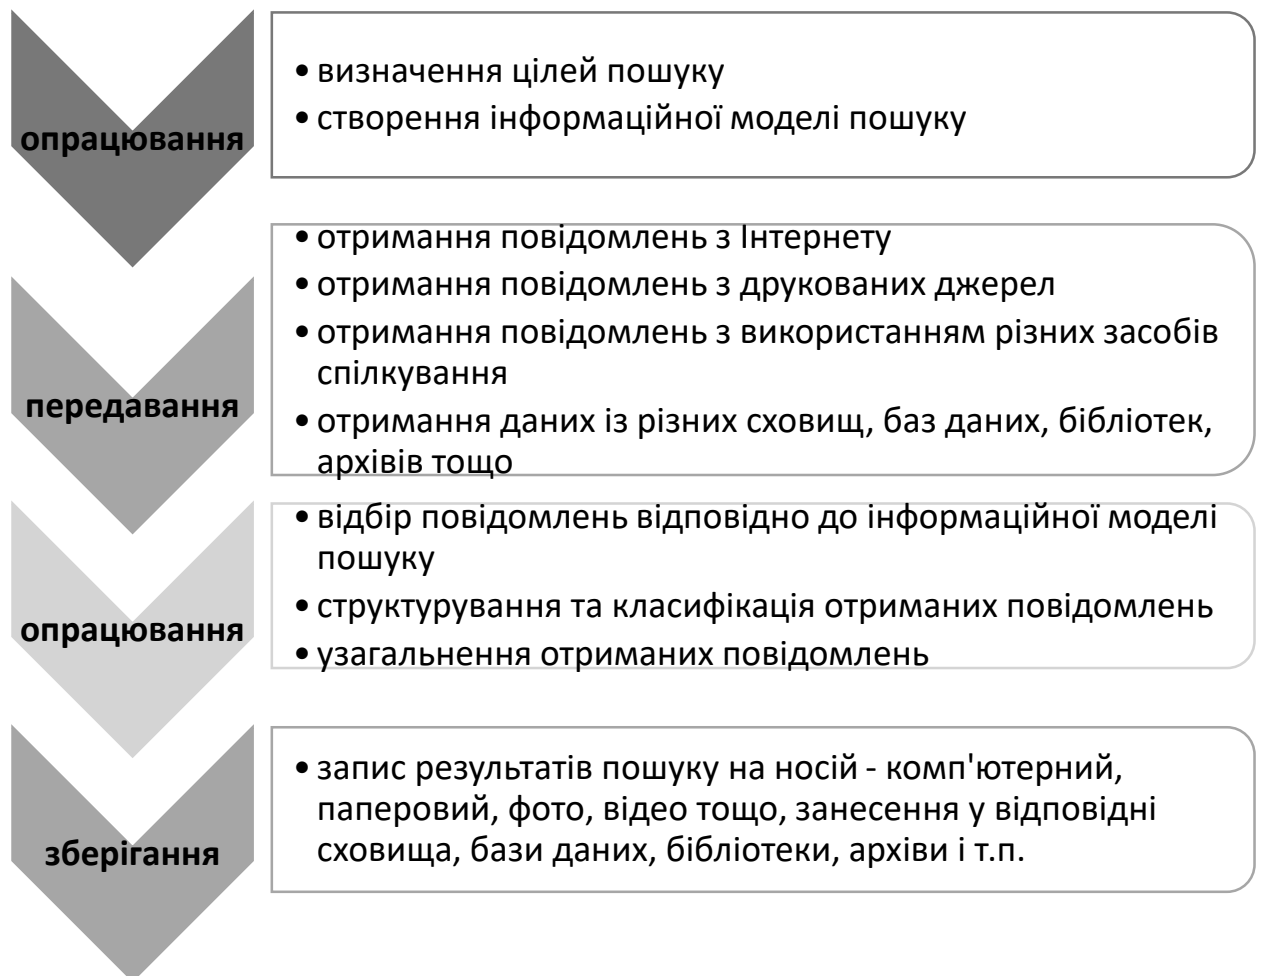 опрацювання
• визначення цілей пошуку
• створення інформаційної моделі пошуку
передавання
• отримання повідомлень з Інтернету
• отримання повідомлень з друкованих джерел
• отримання повідомлень з використанням різних засобів
спілкування
• отримання даних із різних сховищ, баз даних, бібліотек,
архівів тощо
опрацювання
• відбір повідомлень відповідно до інформаційної моделі
пошуку
• структурування та класифікація отриманих повідомлень
• узагальнення отриманих повідомлень
зберігання
• запис результатів пошуку на носій - комп'ютерний,
паперовий, фото, відео тощо, занесення у відповідні
сховища, бази даних, бібліотеки, архіви і т.п.